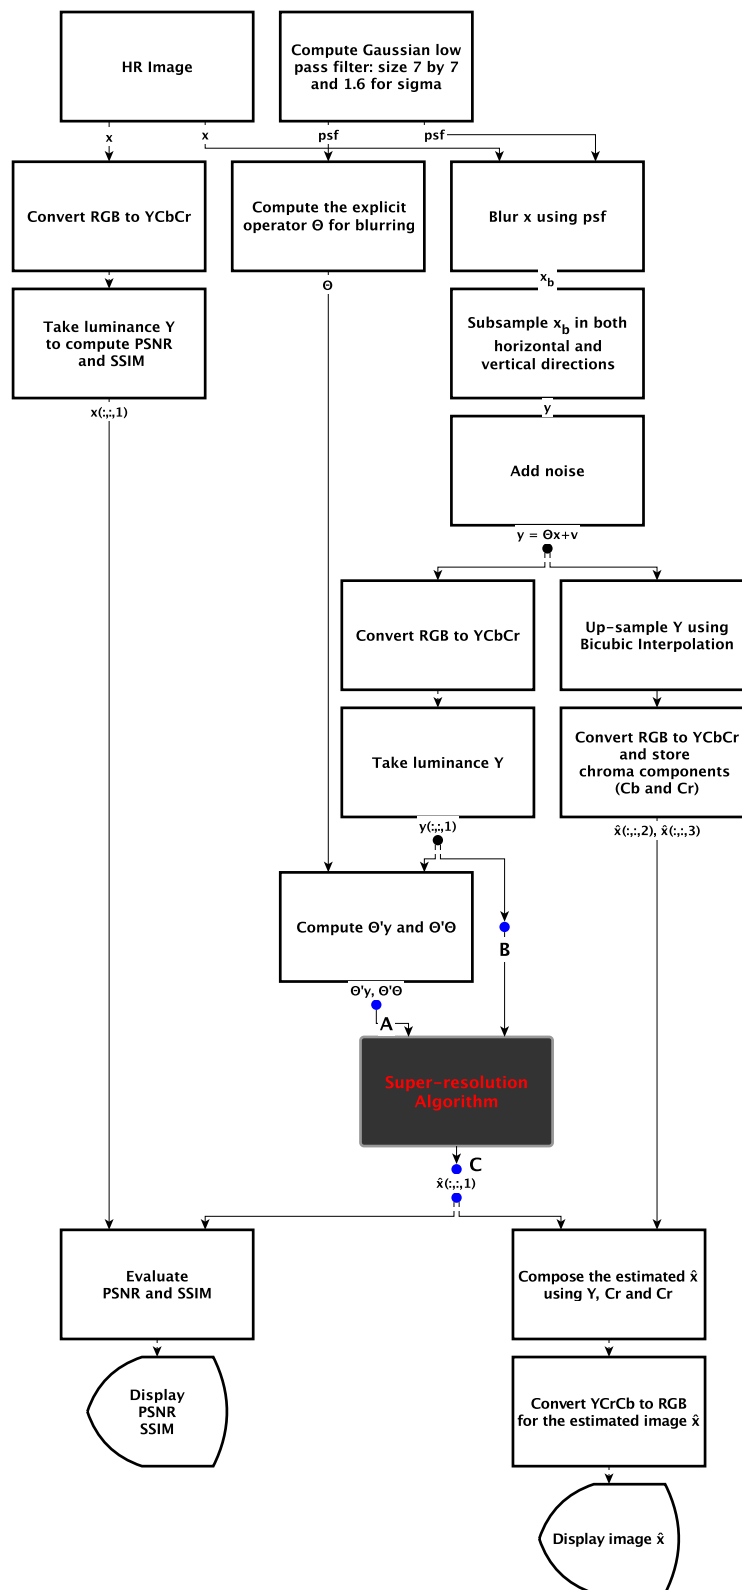 HR Image
Compute Gaussian low
pass filter: size 7 by 7
and 1.6 for sigma
x
x
psf
psf
Convert RGB to YCbCr
Compute the explicit
operator Θ for blurring
Blur x using psf
Θ
x_b
Take luminance Y
to compute PSNR
and SSIM
Subsample x_b in both
horizontal and
vertical directions
x(:,:,1)
y
Add noise
y = Θx+v
Convert RGB to YCbCr
Up-sample Y using
Bicubic Interpolation
Take luminance Y
Convert RGB to YCbCr
and store
chroma components
(Cb and Cr)
y(:,:,1)
x̂(:,:,2), x̂(:,:,3)
Compute Θ'y and Θ'Θ
B
Θ'y, Θ'Θ
A
Super-resolution
Algorithm
C
x̂(:,:,1)
Evaluate
PSNR and SSIM
Compose the estimated x̂
using Y, Cr and Cr
Display
PSNR
SSIM
Convert YCrCb to RGB
for the estimated image x̂
Display image x̂